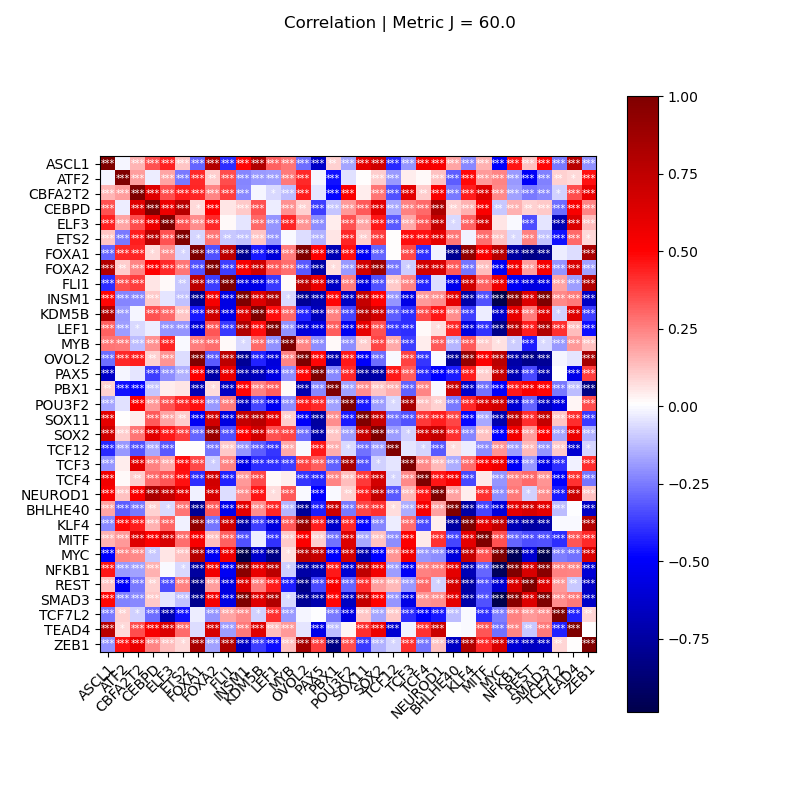 Correlation | Metric J = 60.0
ASCL1
ATF2
CBFA2T2
CEBPD
ELF3
ETS2
FOXA1
FOXA2
FLI1
INSM1
KDM5B
LEF1
MYB
OVOL2
PAX5
PBX1
POU3F2
SOX11
SOX2
TCF12
TCF3
TCF4
NEUROD1
BHLHE40
KLF4
MITF
MYC
NFKB1
REST
SMAD3
TCF7L2
TEAD4
ZEB1
ASCL1
ATF2
CBFA2T2
CEBPD
ELF3
ETS2
FOXA1
FOXA2
FLI1
INSM1
KDM5B
LEF1
MYB
OVOL2
PAX5
PBX1
POU3F2
SOX11
SOX2
TCF12
TCF3
TCF4
NEUROD1
BHLHE40
KLF4
MITF
MYC
NFKB1
REST
SMAD3
TCF7L2
TEAD4
ZEB1
1.00
0.75
0.50
0.25
0.00
−0.25
−0.50
−0.75